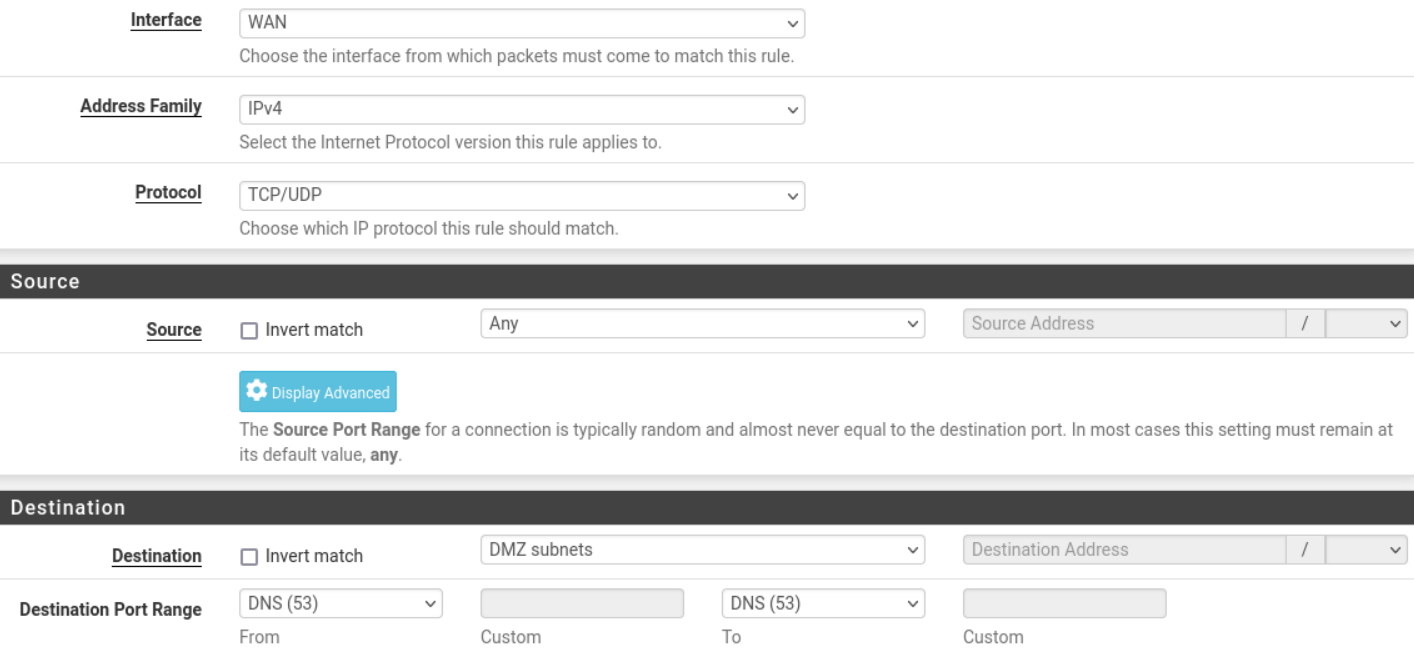 Interface WAN
Choose the interface from which packets must come to match this rule.
Address Family IPv4
Select the Internet Protocol version this rule applies to.
Protocol TCP/UDP
Choose which IP protocol this rule should match.
Source
Source Invert match Any Source Address /
Display Advanced
The Source Port Range for a connection is typically random and almost never equal to the destination port. In most cases this setting must remain at
its default value, any.
Destination
Destination Invert match DMZ subnets Destination Address /
Destination Port Range DNS (53) DNS (53)
From Custom To Custom